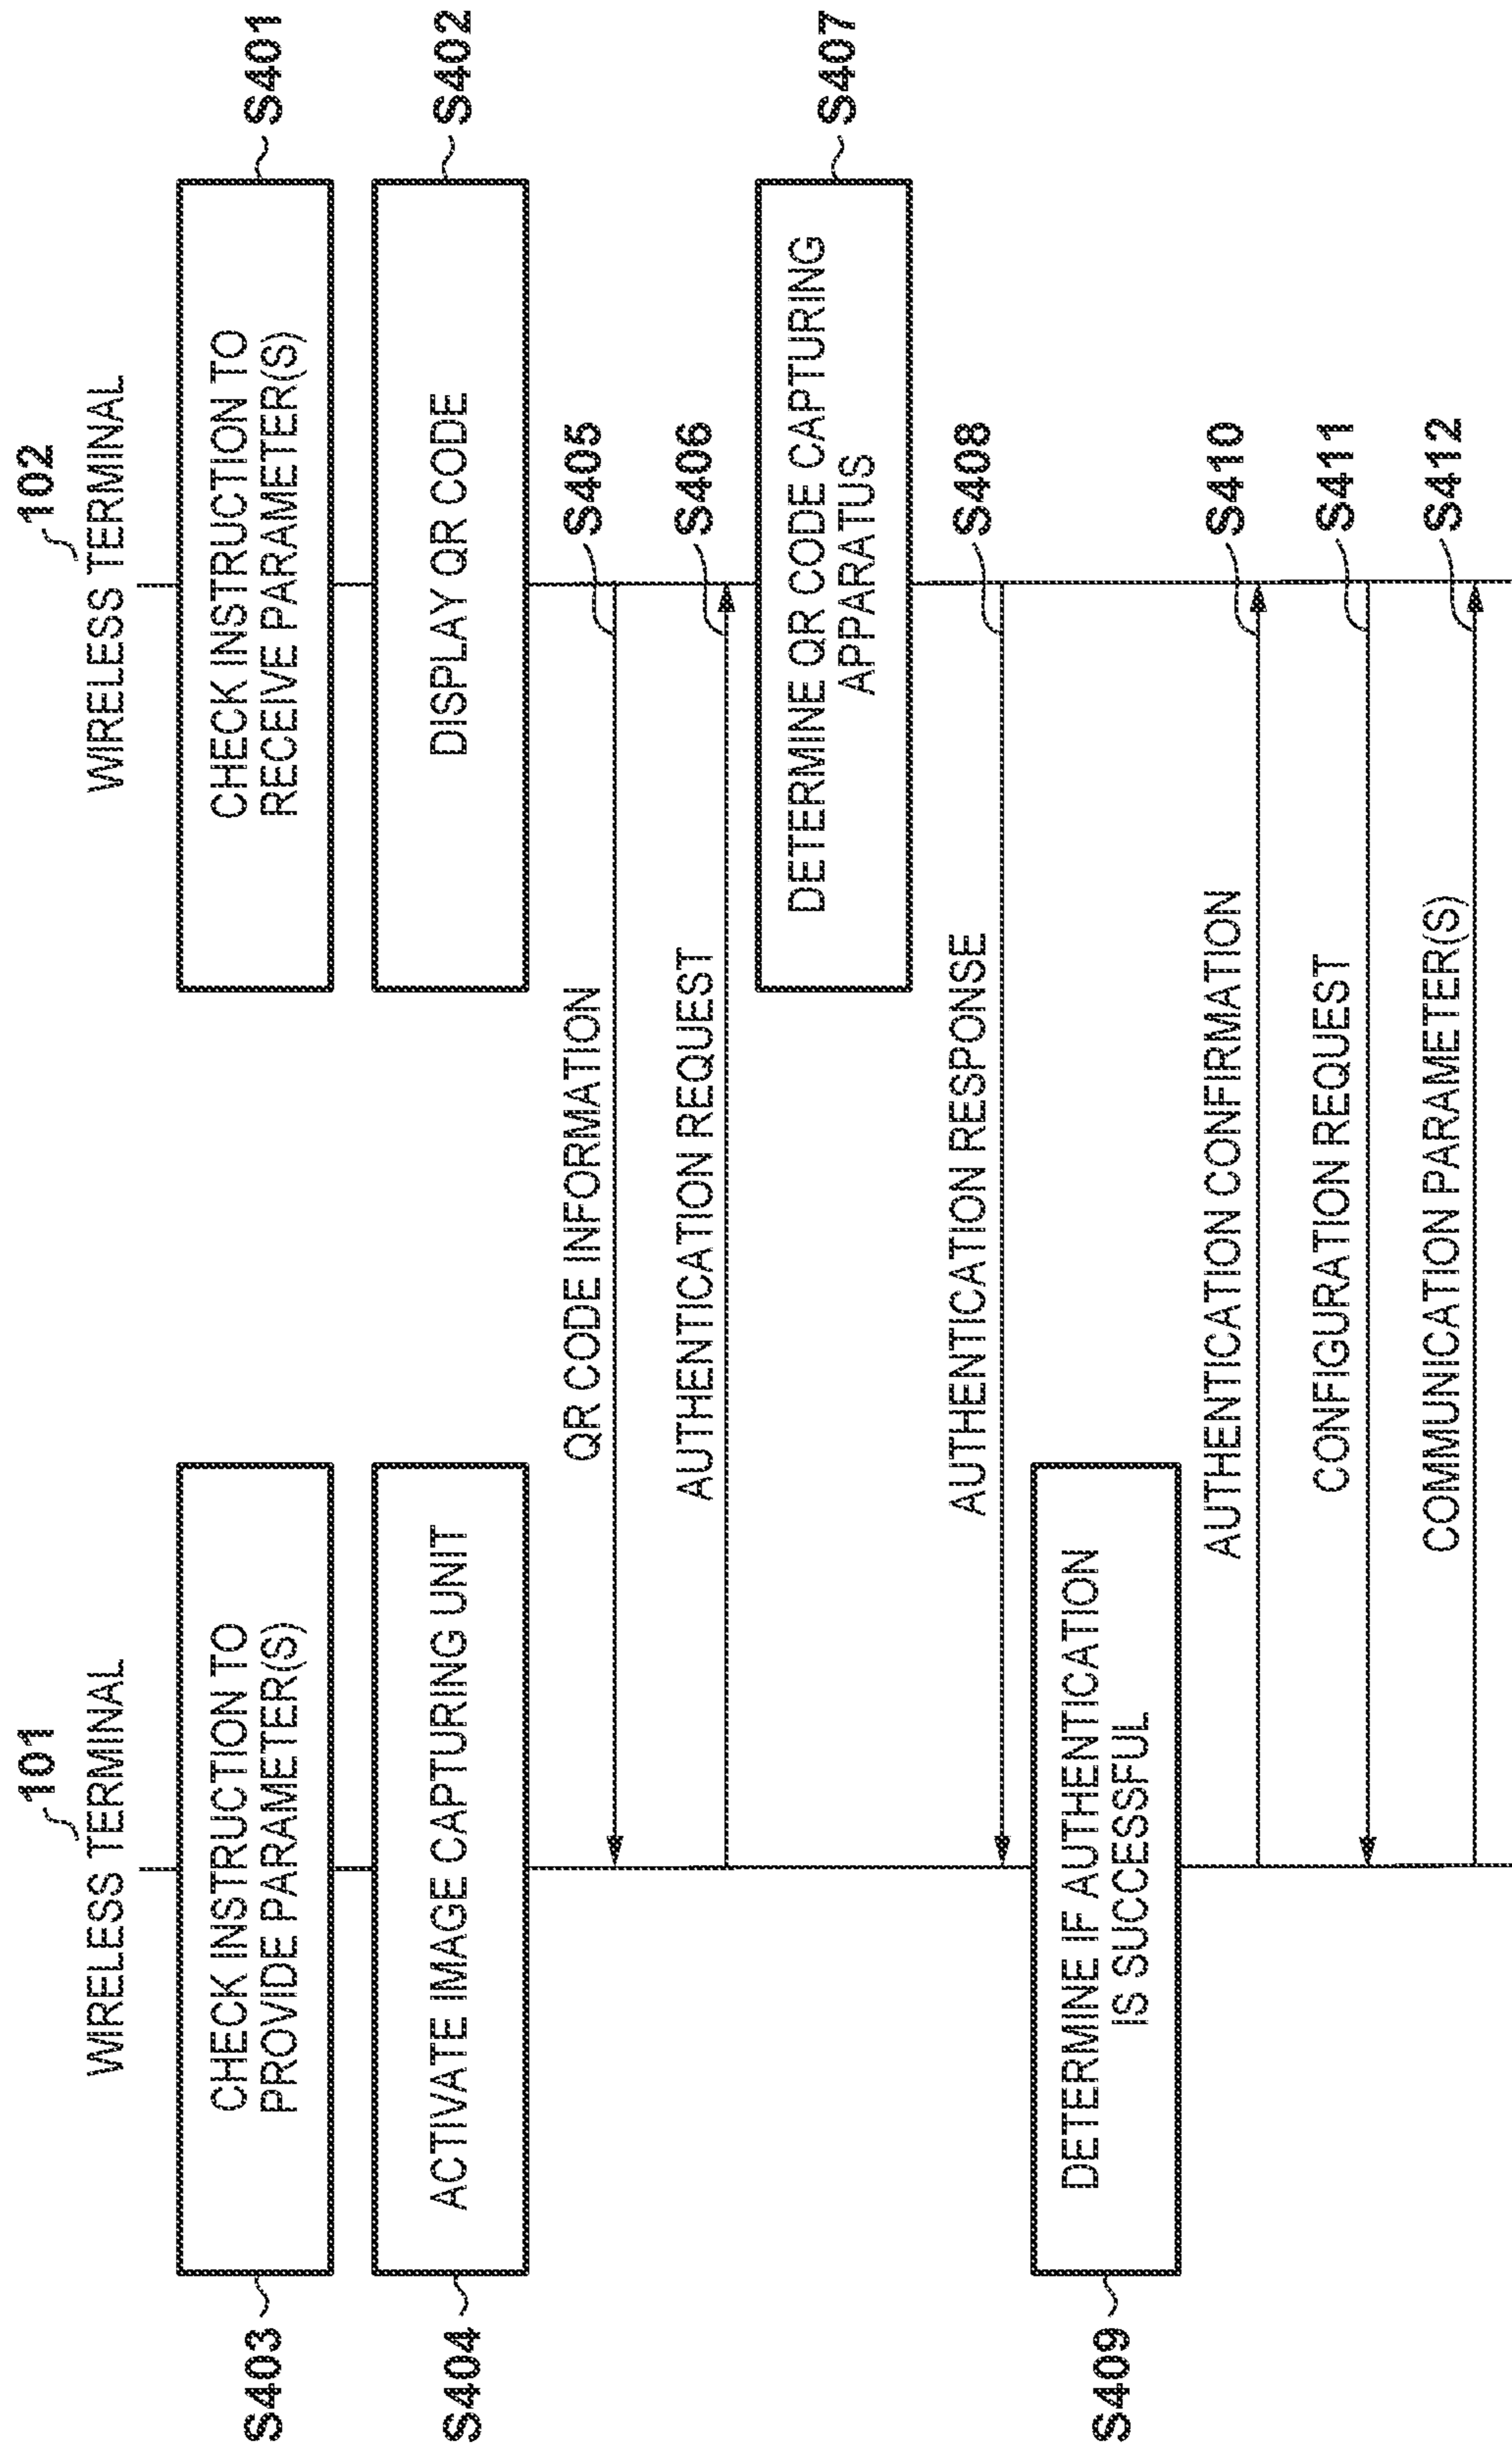 101
WIRELESS TERMINAL
102
WIRELESS TERMINAL
S403
CHECK INSTRUCTION TO
PROVIDE PARAMETER(S)
CHECK INSTRUCTION TO
RECEIVE PARAMETER(S)
S401
S404
ACTIVATE IMAGE CAPTURING UNIT
DISPLAY QR CODE
S402
QR CODE INFORMATION
S405
AUTHENTICATION REQUEST
S406
DETERMINE QR CODE CAPTURING
APPARATUS
S407
AUTHENTICATION RESPONSE
S408
S409
DETERMINE IF AUTHENTICATION
IS SUCCESSFUL
AUTHENTICATION CONFIRMATION
S410
CONFIGURATION REQUEST
S411
COMMUNICATION PARAMETER(S)
S412